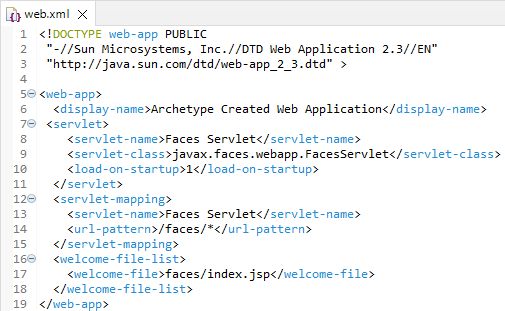 web.xml
1 <!DOCTYPE web-app PUBLIC
2 "-//Sun Microsystems, Inc.//DTD Web Application 2.3//EN"
3 "http://java.sun.com/dtd/web-app_2_3.dtd" >
4
5 <web-app>
6 <display-name>Archetype Created Web Application</display-name>
7 <servlet>
8 <servlet-name>Faces Servlet</servlet-name>
9 <servlet-class>javax.faces.webapp.FacesServlet</servlet-class>
10 <load-on-startup>1</load-on-startup>
11 </servlet>
12 <servlet-mapping>
13 <servlet-name>Faces Servlet</servlet-name>
14 <url-pattern>/faces/*</url-pattern>
15 </servlet-mapping>
16 <welcome-file-list>
17 <welcome-file>faces/index.jsp</welcome-file>
18 </welcome-file-list>
19 </web-app>